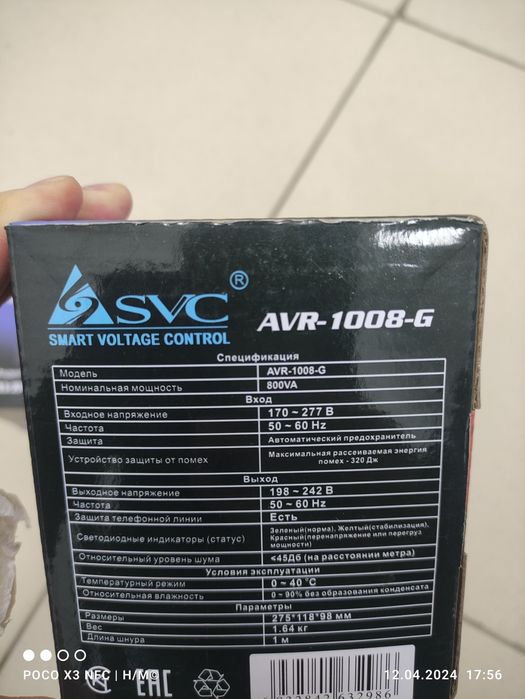 SVC ®
SMART VOLTAGE CONTROL
AVR-1008-G
Спецификация
Модель AVR-1008-G
Номинальная мощность 800VA
Вход
Входное напряжение 170 ~ 277 В
Частота 50 ~ 60 Hz
Защита Автоматический предохранитель
Устройство защиты от помех Максимальная рассеиваемая энергия
помех - 320 Дж
Выход
Выходное напряжение 198 ~ 242 В
Частота 50 ~ 60 Hz
Защита телефонной линии Есть
Светодиодные индикаторы (статус) Зеленый(норма), Желтый(стабилизация),
Красный(перенапряжение или перегруз
мощности)
Относительный уровень шума <45Дб (на расстоянии метра)
Условия эксплуатации
Температурный режим 0 ~ 40 °C
Относительная влажность 0 ~ 90% без образования конденсата
Параметры
Размеры 275*118*98 мм
Вес 1.64 кг
Длина шнура 1 м
EAC
POCO X3 NFC | Н/М©
12.04.2024 17:56